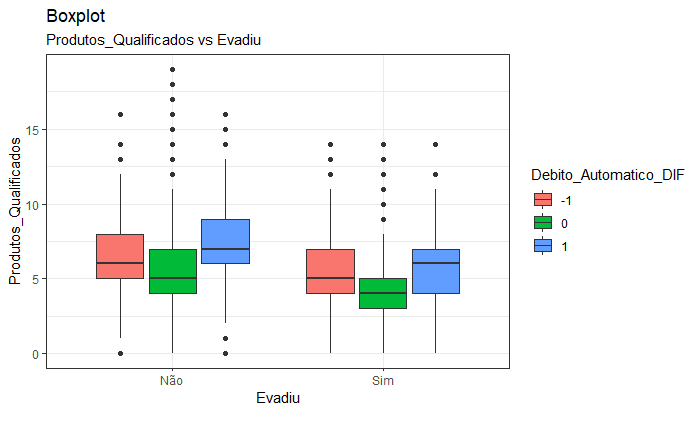 Boxplot
Produtos_Qualificados vs Evadiu
Produtos_Qualificados
15
10
5
0
Não
Sim
Evadiu
Debito_Automatico_DIF
-1
0
1